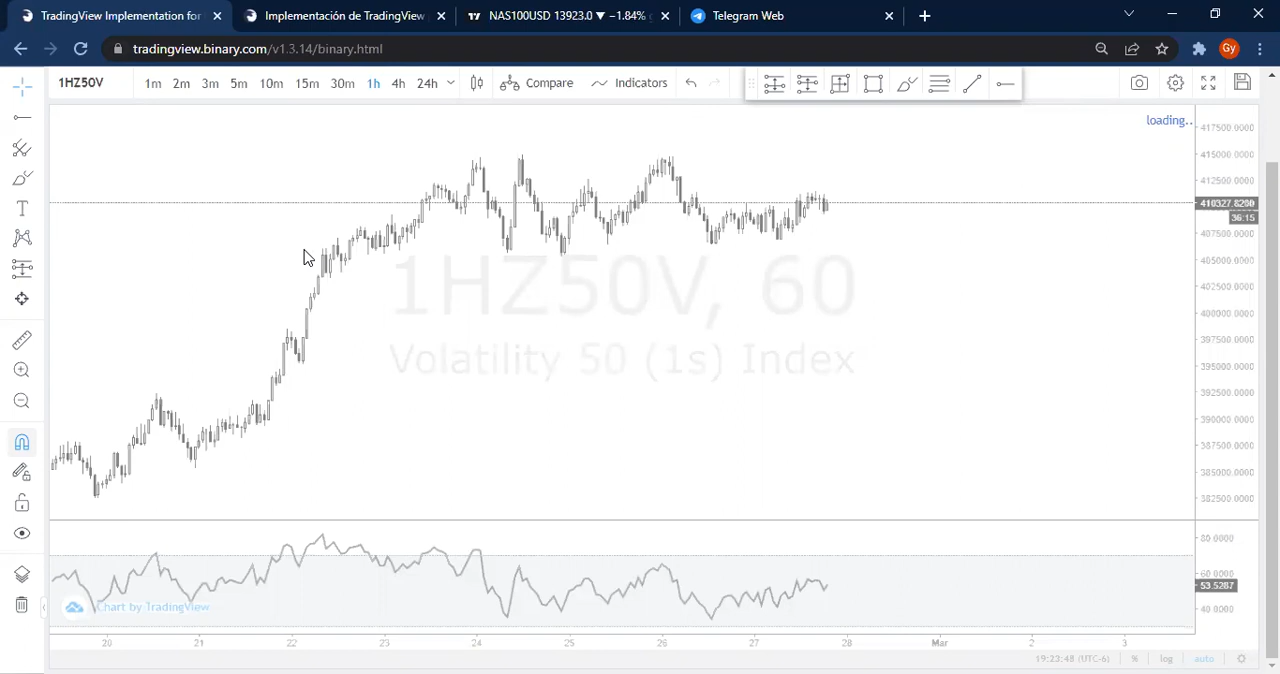 TradingView Implementation for
Implementación de TradingView
NAS100USD 13923.0 ▼ −1.84%
Telegram Web
tradingview.binary.com/v1.3.14/binary.html
Gy
1HZ50V
1m 2m 3m 5m 10m 15m 30m 1h 4h 24h
Compare
Indicators
loading..
417500.0000
415000.0000
412500.0000
410327.8200
36:15
407500.0000
405000.0000
402500.0000
400000.0000
397500.0000
395000.0000
392500.0000
390000.0000
387500.0000
385000.0000
382500.0000
1HZ50V, 60
Volatility 50 (1s) Index
80.0000
60.0000
53.5287
40.0000
Chart by TradingView
20 21 22 23 24 25 26 27 28 Mar 2 3
19:23:48 (UTC-6) % log auto